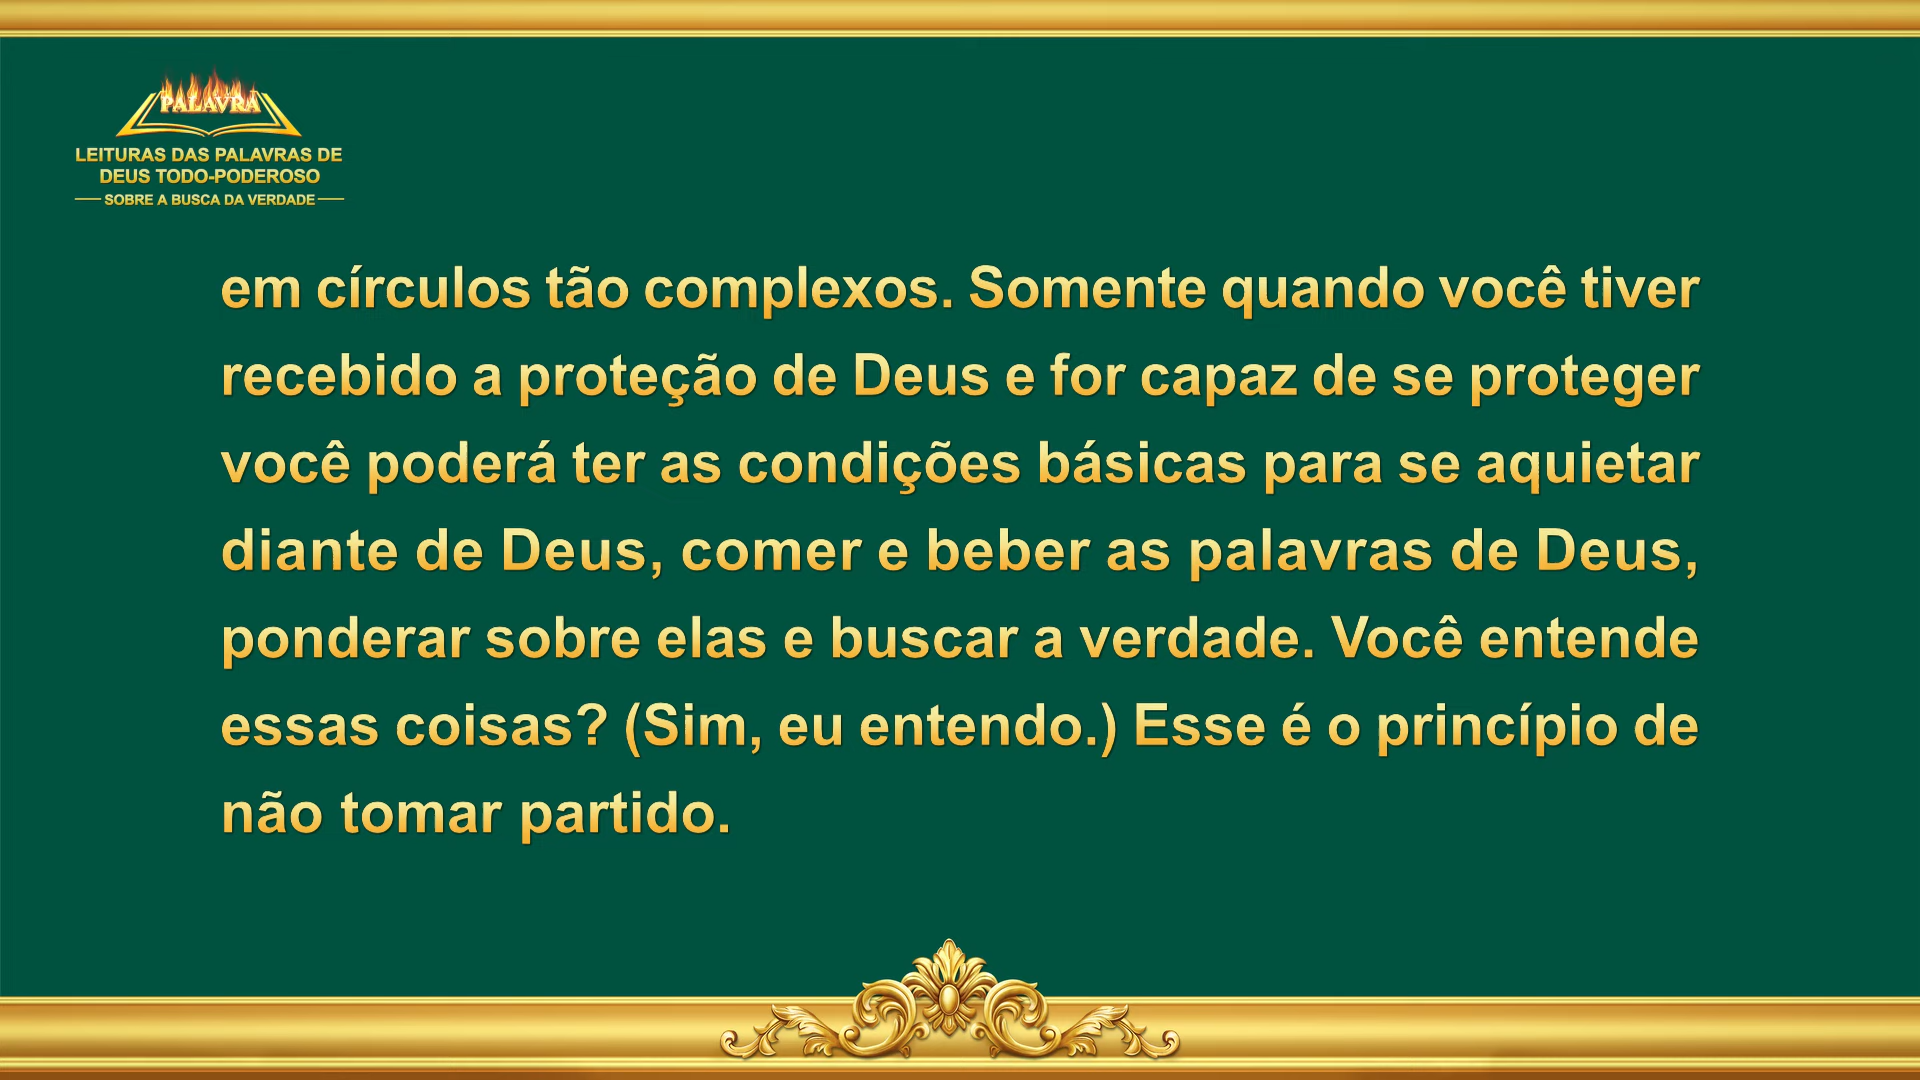 PALAVRA
LEITURAS DAS PALAVRAS DE
DEUS TODO-PODEROSO
SOBRE A BUSCA DA VERDADE
em círculos tão complexos. Somente quando você tiver
recebido a proteção de Deus e for capaz de se proteger
você poderá ter as condições básicas para se aquietar
diante de Deus, comer e beber as palavras de Deus,
ponderar sobre elas e buscar a verdade. Você entende
essas coisas? (Sim, eu entendo.) Esse é o princípio de
não tomar partido.